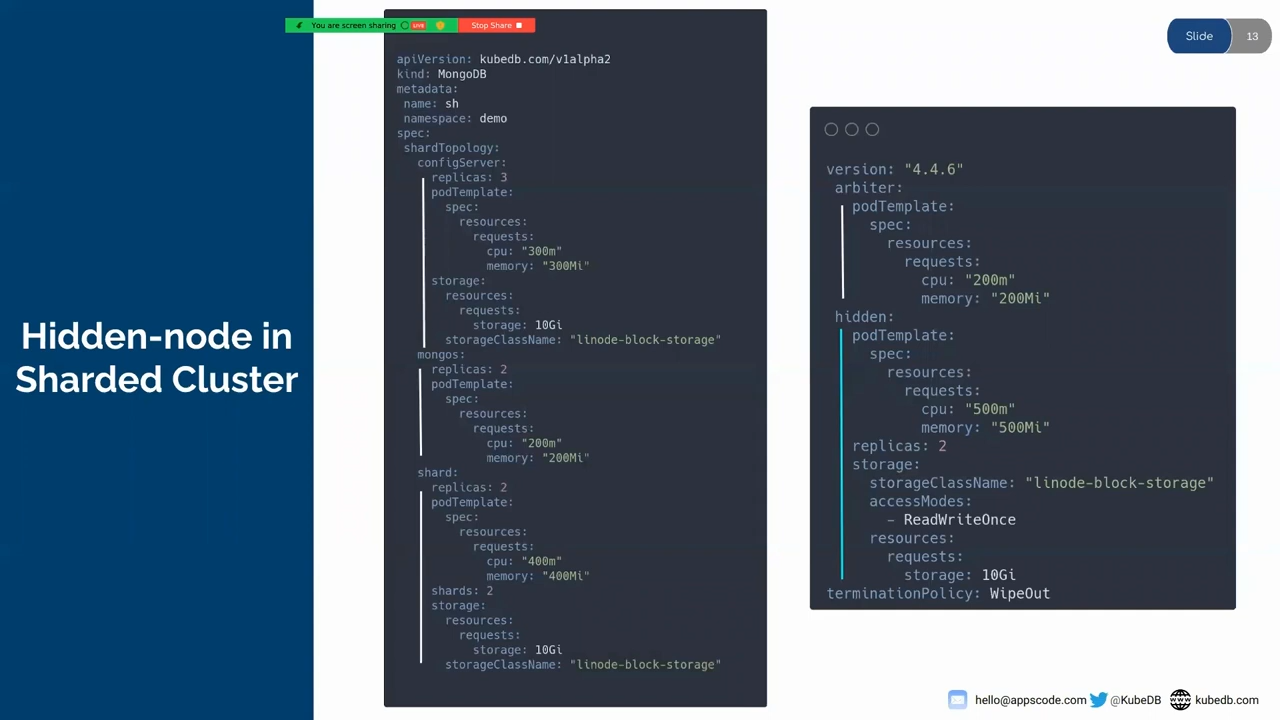 You are screen sharing LIVE Stop Share
Slide 13
Hidden-node in
Sharded Cluster
apiVersion: kubedb.com/v1alpha2
kind: MongoDB
metadata:
name: sh
namespace: demo
spec:
shardTopology:
configServer:
replicas: 3
podTemplate:
spec:
resources:
requests:
cpu: "300m"
memory: "300Mi"
storage:
resources:
requests:
storage: 10Gi
storageClassName: "linode-block-storage"
mongos:
replicas: 2
podTemplate:
spec:
resources:
requests:
cpu: "200m"
memory: "200Mi"
shard:
replicas: 2
podTemplate:
spec:
resources:
requests:
cpu: "400m"
memory: "400Mi"
shards: 2
storage:
resources:
requests:
storage: 10Gi
storageClassName: "linode-block-storage"
version: "4.4.6"
arbiter:
podTemplate:
spec:
resources:
requests:
cpu: "200m"
memory: "200Mi"
hidden:
podTemplate:
spec:
resources:
requests:
cpu: "500m"
memory: "500Mi"
replicas: 2
storage:
storageClassName: "linode-block-storage"
accessModes:
- ReadWriteOnce
resources:
requests:
storage: 10Gi
terminationPolicy: WipeOut
hello@appscode.com @KubeDB kubedb.com